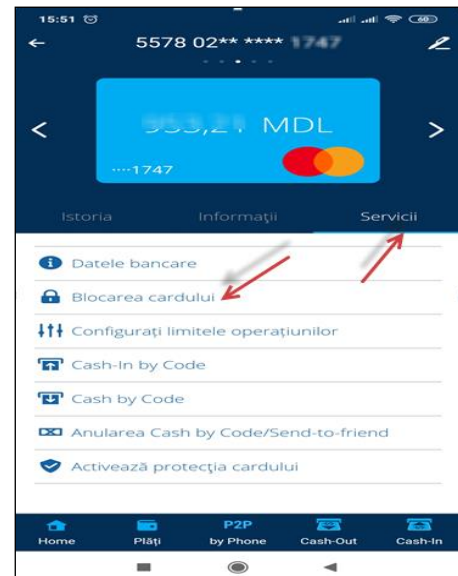 15:51
60
5578 02** **** 1747
MDL
····1747
Istoria Informații Servicii
Datele bancare
Blocarea cardului
Configurați limitele operațiunilor
Cash-In by Code
Cash by Code
Anularea Cash by Code/Send-to-friend
Activează protecția cardului
P2P
Home Plăți by Phone Cash-Out Cash-In